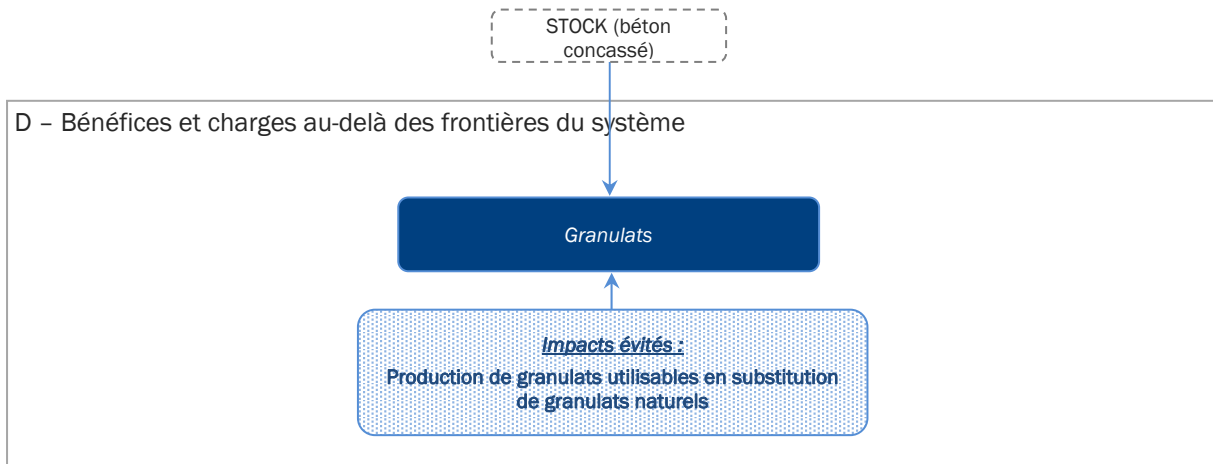 STOCK (béton
concassé)
D – Bénéfices et charges au-delà des frontières du système
Granulats
Impacts évités :
Production de granulats utilisables en substitution
de granulats naturels